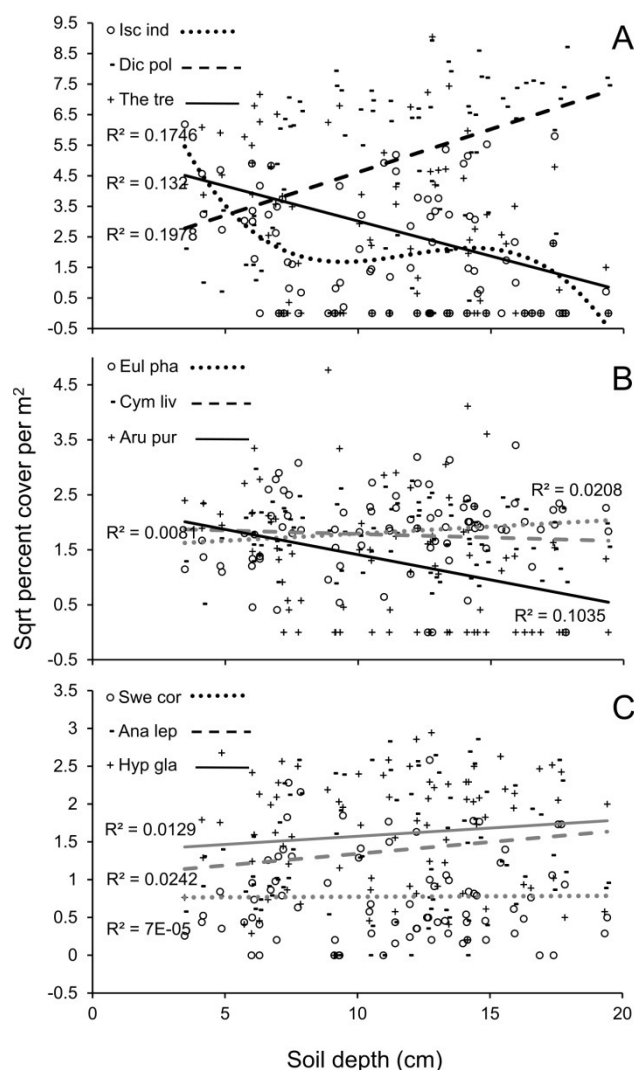 A
9.5
8.5
7.5
6.5
5.5
4.5
3.5
2.5
1.5
0.5
-0.5
Isc ind
Dic pol
The tre
R² = 0.1746
R² = 0.132
R² = 0.1978
B
4.5
3.5
2.5
1.5
0.5
-0.5
Eul pha
Cym liv
Aru pur
R² = 0.0208
R² = 0.0081
R² = 0.1035
Sqrt percent cover per m²
C
3.5
3
2.5
2
1.5
1
0.5
0
-0.5
Swe cor
Ana lep
Hyp gla
R² = 0.0129
R² = 0.0242
R² = 7E-05
0 5 10 15 20
Soil depth (cm)